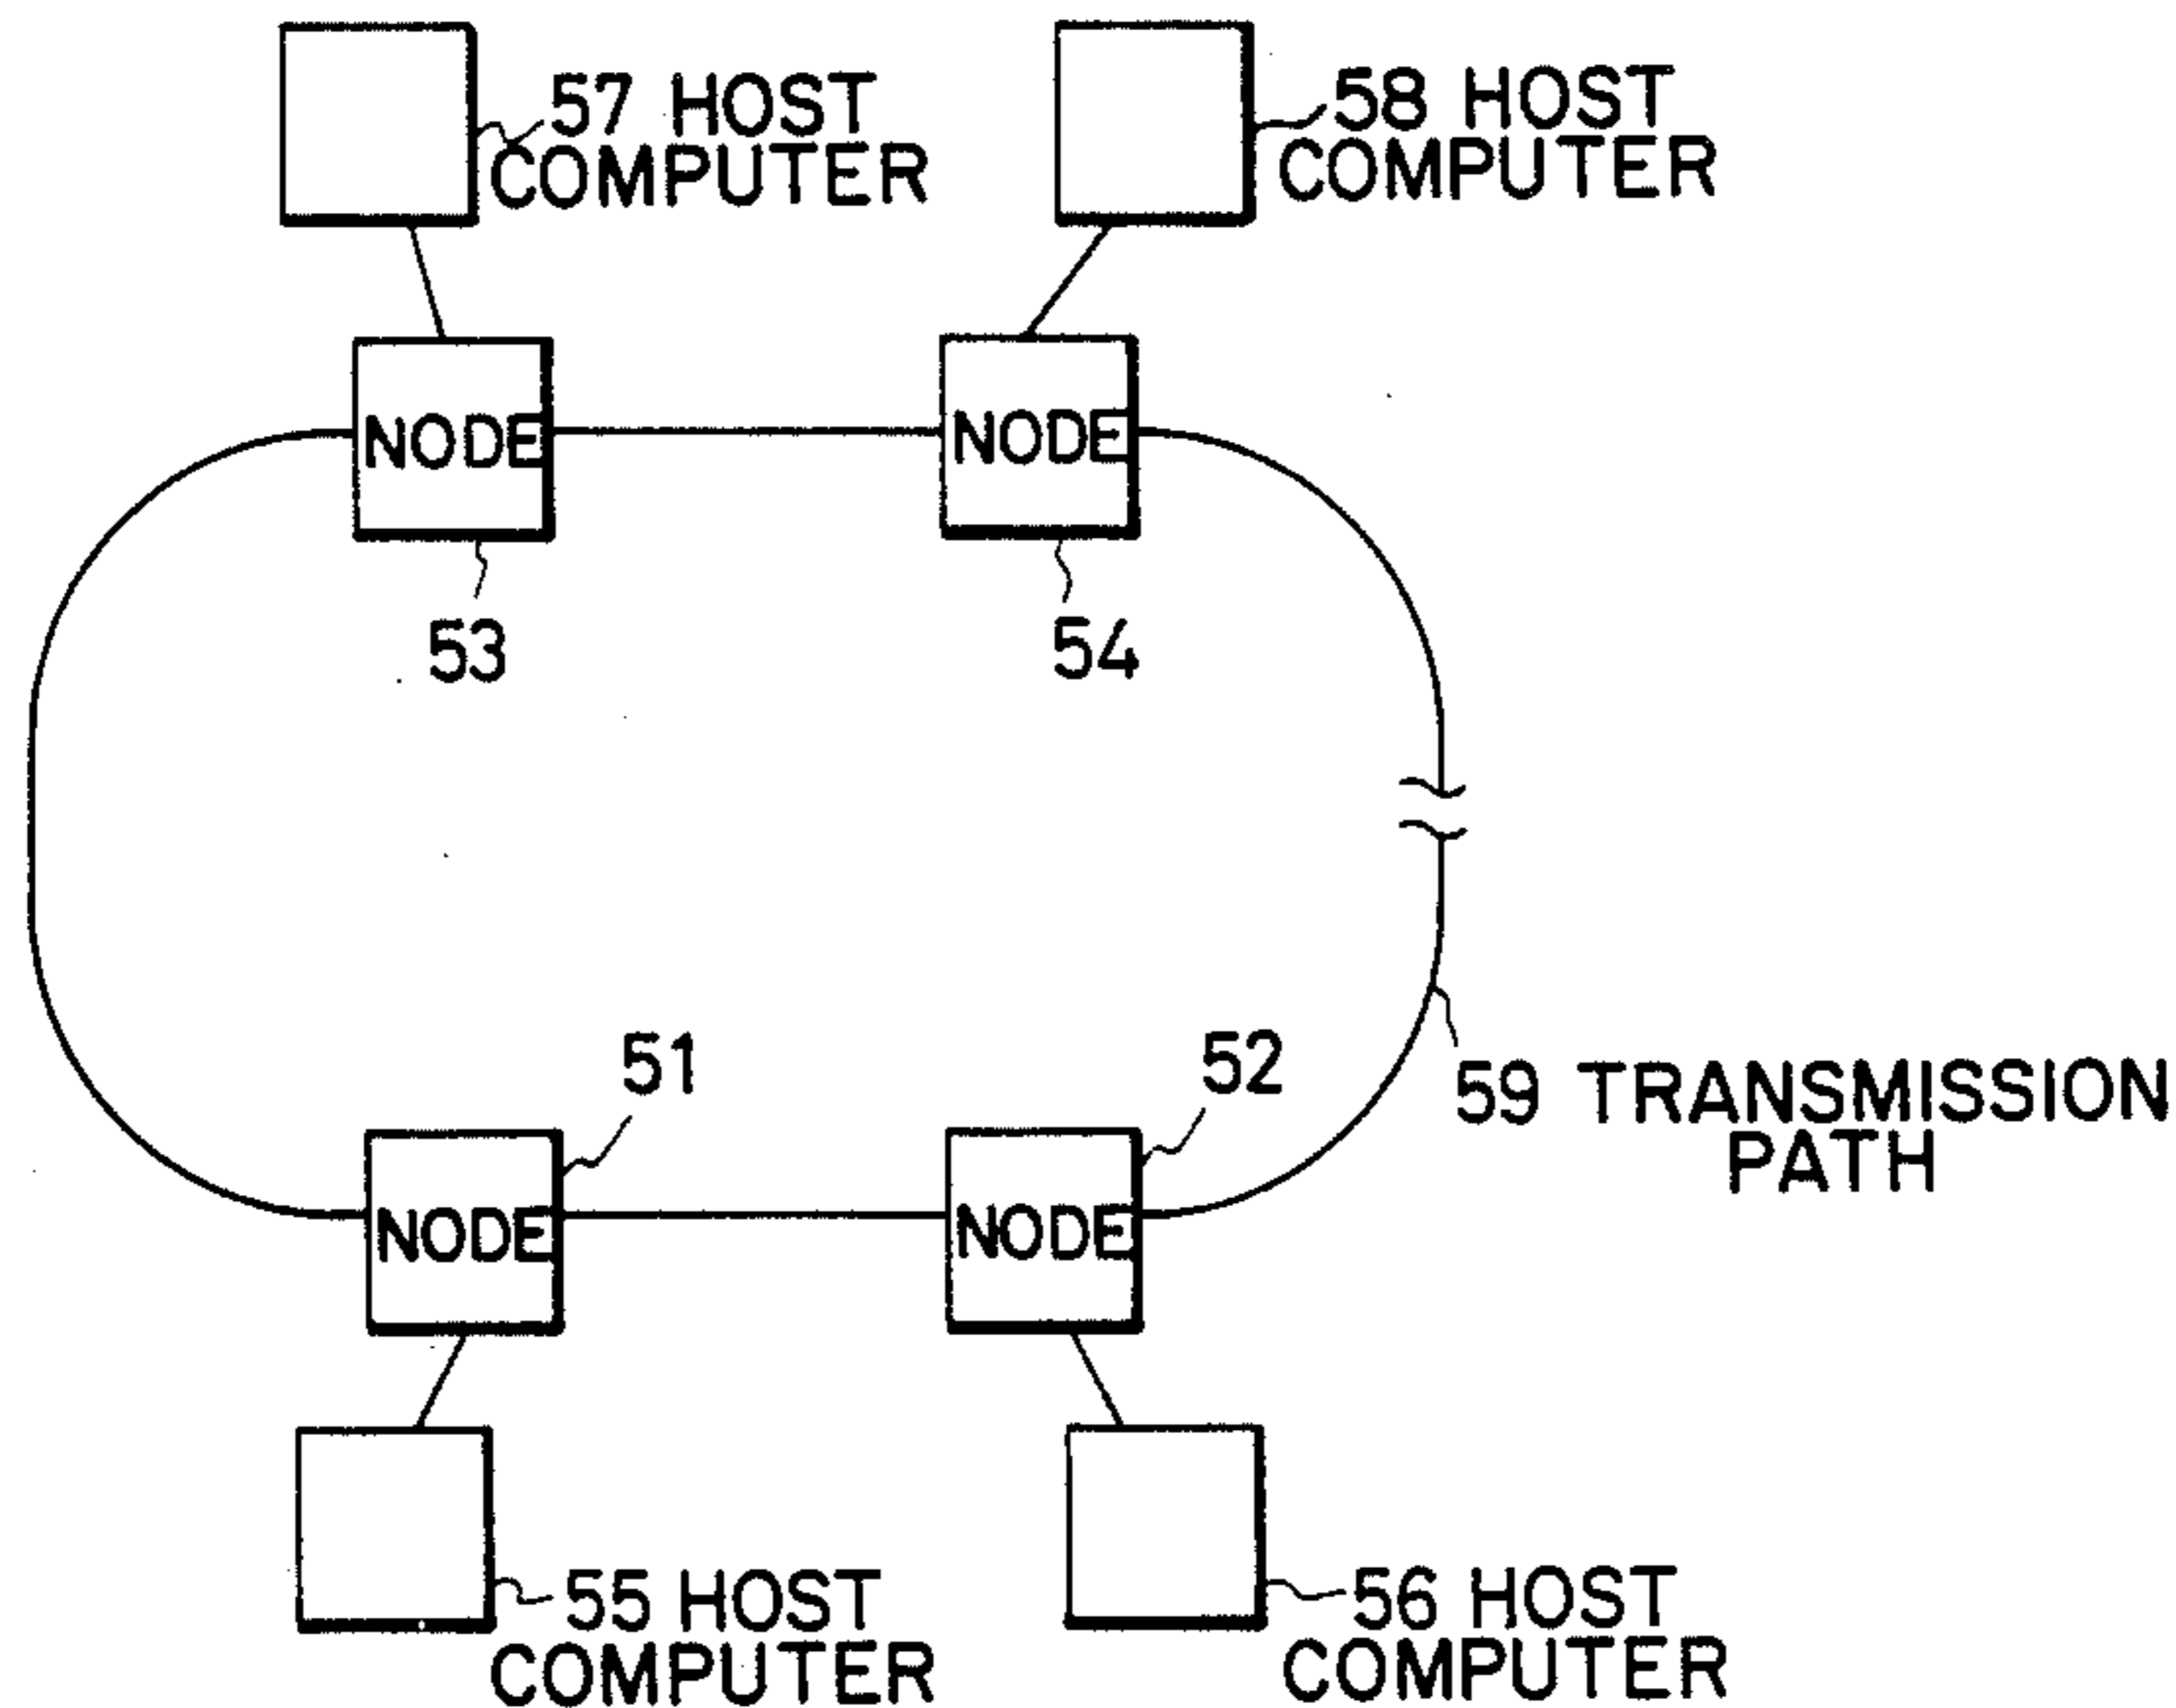 57 HOST
COMPUTER
58 HOST
COMPUTER
NODE
NODE
53
54
51
52
59 TRANSMISSION
PATH
NODE
NODE
55 HOST
COMPUTER
56 HOST
COMPUTER